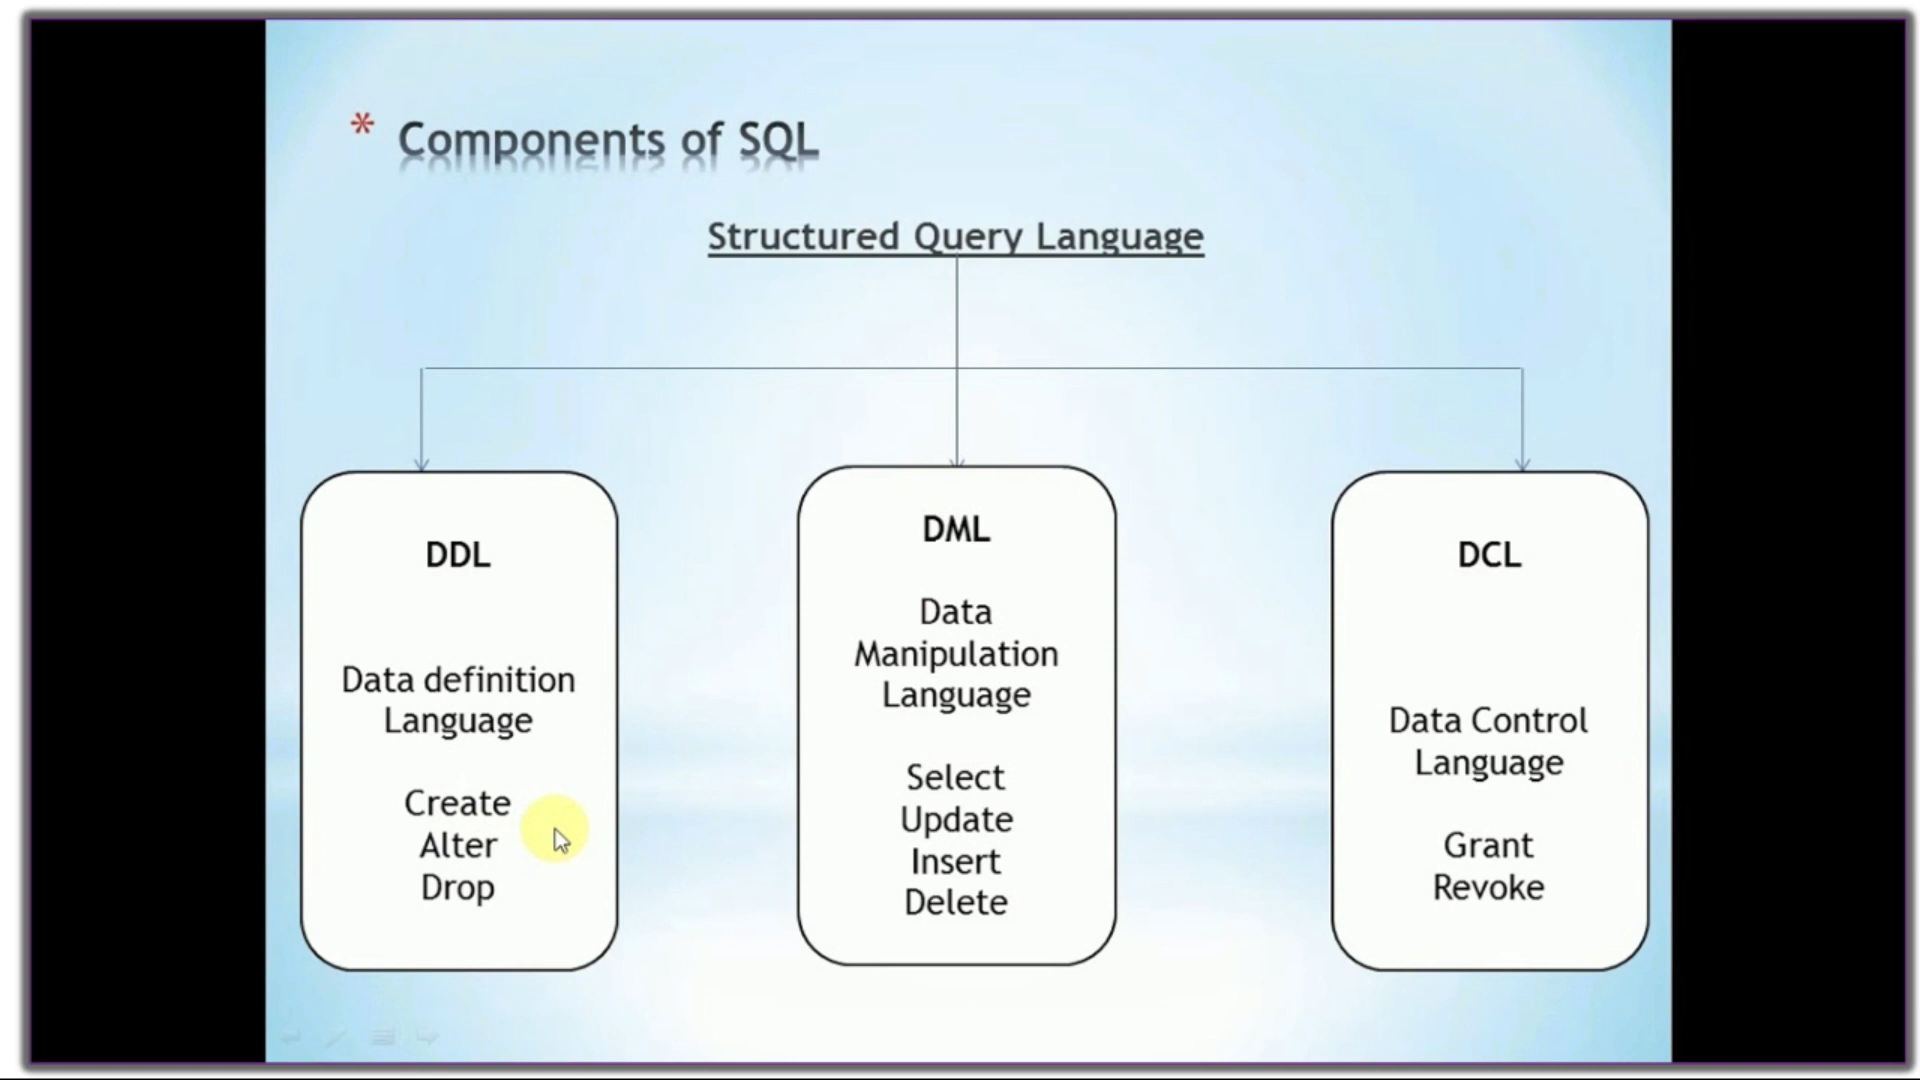 * Components of SQL
Structured Query Language
DDL
Data definition
Language
Create
Alter
Drop
DML
Data
Manipulation
Language
Select
Update
Insert
Delete
DCL
Data Control
Language
Grant
Revoke